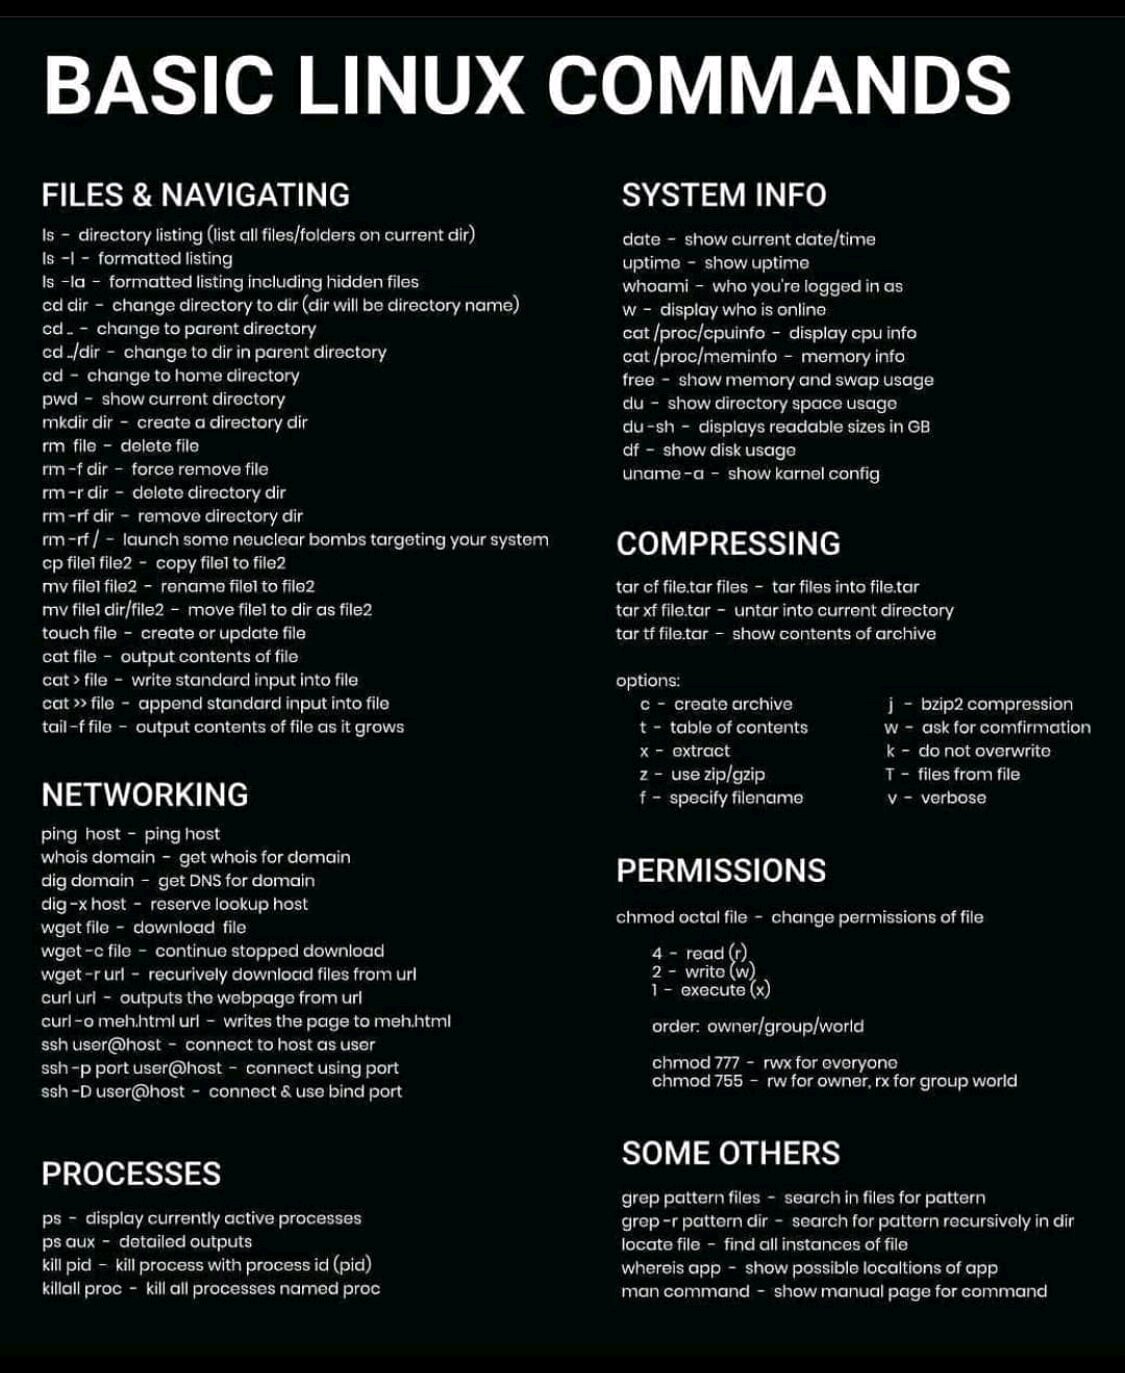 BASIC LINUX COMMANDS
FILES & NAVIGATING
ls - directory listing (list all files/folders on current dir)
ls -l - formatted listing
ls -la - formatted listing including hidden files
cd dir - change directory to dir (dir will be directory name)
cd .. - change to parent directory
cd ../dir - change to dir in parent directory
cd - change to home directory
pwd - show current directory
mkdir dir - create a directory dir
rm file - delete file
rm -f dir - force remove file
rm -r dir - delete directory dir
rm -rf dir - remove directory dir
rm -rf / - launch some neuclear bombs targeting your system
cp file1 file2 - copy file1 to file2
mv file1 file2 - rename file1 to file2
mv file1 dir/file2 - move file1 to dir as file2
touch file - create or update file
cat file - output contents of file
cat > file - write standard input into file
cat >> file - append standard input into file
tail -f file - output contents of file as it grows
NETWORKING
ping host - ping host
whois domain - get whois for domain
dig domain - get DNS for domain
dig -x host - reserve lookup host
wget file - download file
wget -c file - continue stopped download
wget -r url - recurively download files from url
curl url - outputs the webpage from url
curl -o meh.html url - writes the page to meh.html
ssh user@host - connect to host as user
ssh -p port user@host - connect using port
ssh -D user@host - connect & use bind port
PROCESSES
ps - display currently active processes
ps aux - detailed outputs
kill pid - kill process with process id (pid)
killall proc - kill all processes named proc
SYSTEM INFO
date - show current date/time
uptime - show uptime
whoami - who you're logged in as
w - display who is online
cat /proc/cpuinfo - display cpu info
cat /proc/meminfo - memory info
free - show memory and swap usage
du - show directory space usage
du -sh - displays readable sizes in GB
df - show disk usage
uname -a - show karnel config
COMPRESSING
tar cf file.tar files - tar files into file.tar
tar xf file.tar - untar into current directory
tar tf file.tar - show contents of archive
options:
c - create archive
t - table of contents
x - extract
z - use zip/gzip
f - specify filename
j - bzip2 compression
w - ask for comfirmation
k - do not overwrite
T - files from file
v - verbose
PERMISSIONS
chmod octal file - change permissions of file
4 - read (r)
2 - write (w)
1 - execute (x)
order: owner/group/world
chmod 777 - rwx for everyone
chmod 755 - rw for owner, rx for group world
SOME OTHERS
grep pattern files - search in files for pattern
grep -r pattern dir - search for pattern recursively in dir
locate file - find all instances of file
whereis app - show possible localtions of app
man command - show manual page for command